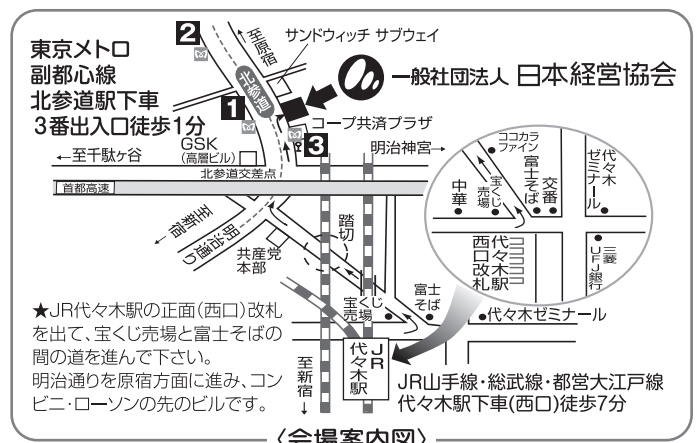 東京メトロ
副都心線
北参道駅下車
3番出入口徒歩1分
2
至原宿
サンドウィッチ サブウェイ
北参道
一般社団法人 日本経営協会
1
コープ共済プラザ
3
GSK
(高層ビル)
明治神宮→
←至千駄ヶ谷
北参道交差点
首都高速
至新宿
明治通り
共産党
本部
踏切
ココカラ
ファイン
中華
宝くじ
売場
富士そば
交番
代々木
ゼミナール
代々木駅
西口改札
三菱
UFJ銀行
宝くじ
売場
富士
そば
代々木ゼミナール
★JR代々木駅の正面(西口)改札
を出て、宝くじ売場と富士そばの
間の道を進んで下さい。
明治通りを原宿方面に進み、コン
ビニ・ローソンの先のビルです。
至新宿
↓
JR
代々木駅
JR山手線・総武線・都営大江戸線
代々木駅下車(西口)徒歩7分
〈会場案内図〉